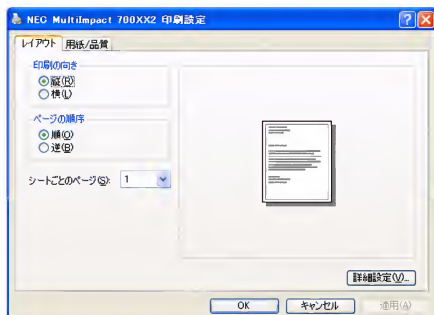 NEC MultiImpact 700XX2 印刷設定
レイアウト 用紙/品質
印刷の向き
縦(R)
横(L)
ページの順序
順(O)
逆(B)
シートごとのページ(S): 1
詳細設定(V)...
OK キャンセル 適用(A)